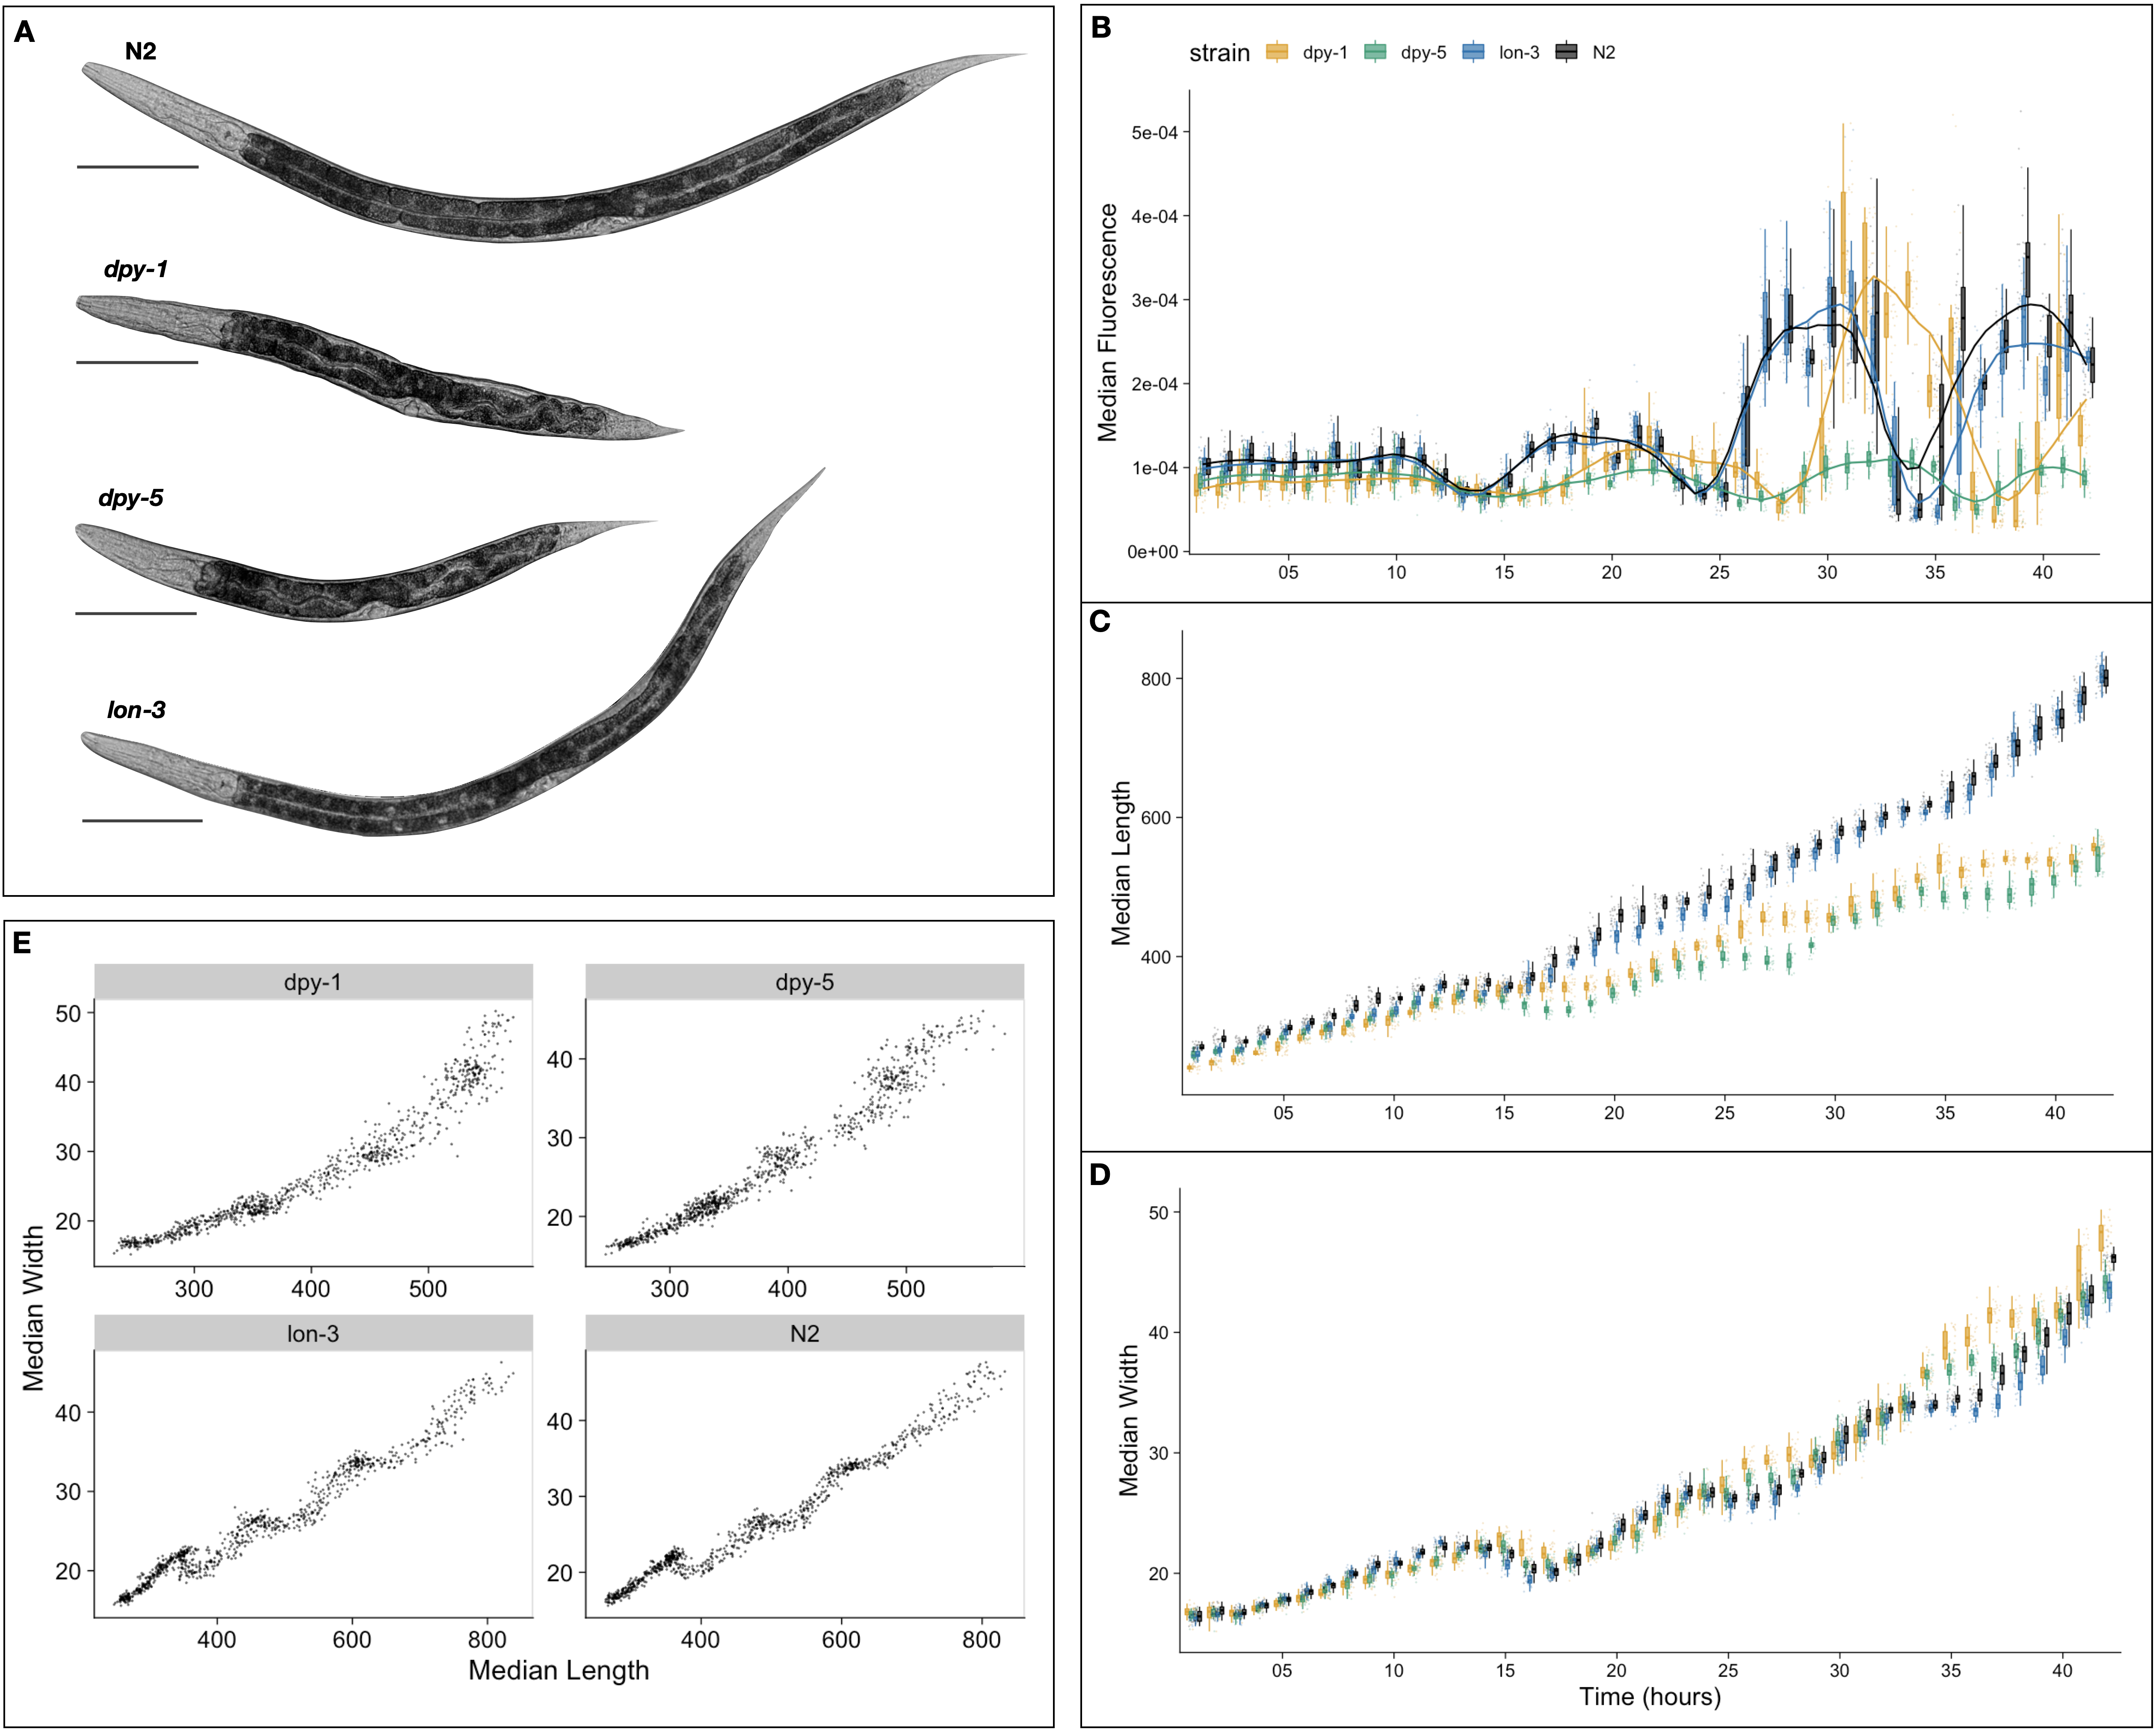 A
N2
dpy-1
dpy-5
lon-3
B
strain dpy-1 dpy-5 lon-3 N2
Median Fluorescence
5e-04
4e-04
3e-04
2e-04
1e-04
0e+00
05 10 15 20 25 30 35 40
C
Median Length
800
600
400
05 10 15 20 25 30 35 40
D
Median Width
50
40
30
20
05 10 15 20 25 30 35 40
Time (hours)
E
Median Width
dpy-1
50
40
30
20
300 400 500
dpy-5
40
30
20
300 400 500
lon-3
40
30
20
400 600 800
N2
40
30
20
400 600 800
Median Length